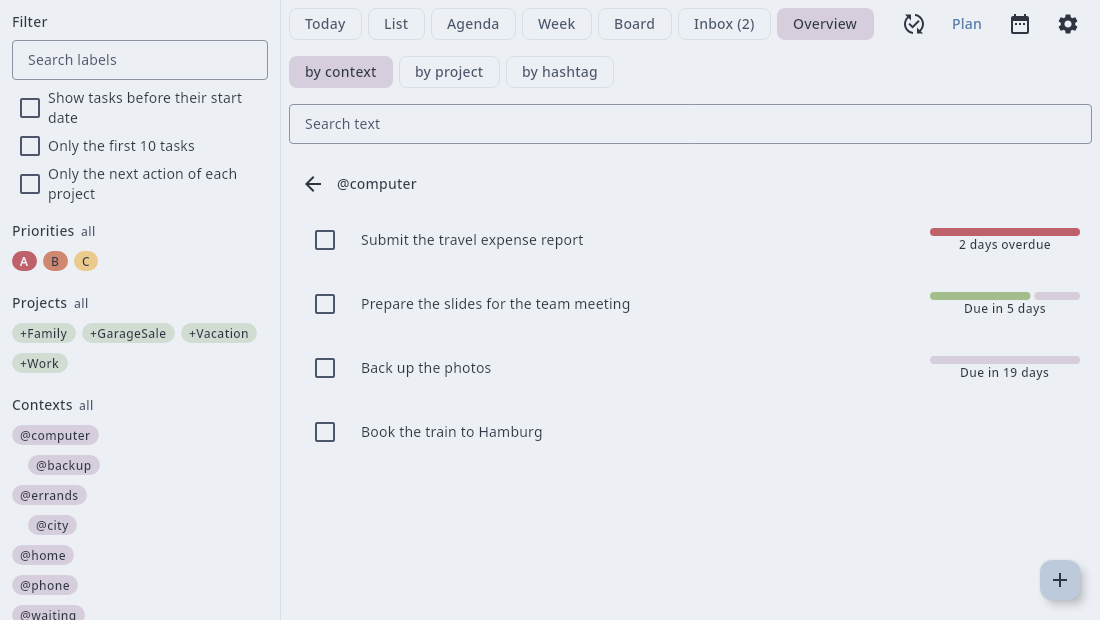 Filter
Search labels
Show tasks before their start
date
Only the first 10 tasks
Only the next action of each
project
Priorities all
A B C
Projects all
+Family +GarageSale +Vacation
+Work
Contexts all
@computer
@backup
@errands
@city
@home
@phone
@waiting
Today List Agenda Week Board Inbox (2) Overview Plan
by context by project by hashtag
Search text
@computer
Submit the travel expense report
2 days overdue
Prepare the slides for the team meeting
Due in 5 days
Back up the photos
Due in 19 days
Book the train to Hamburg